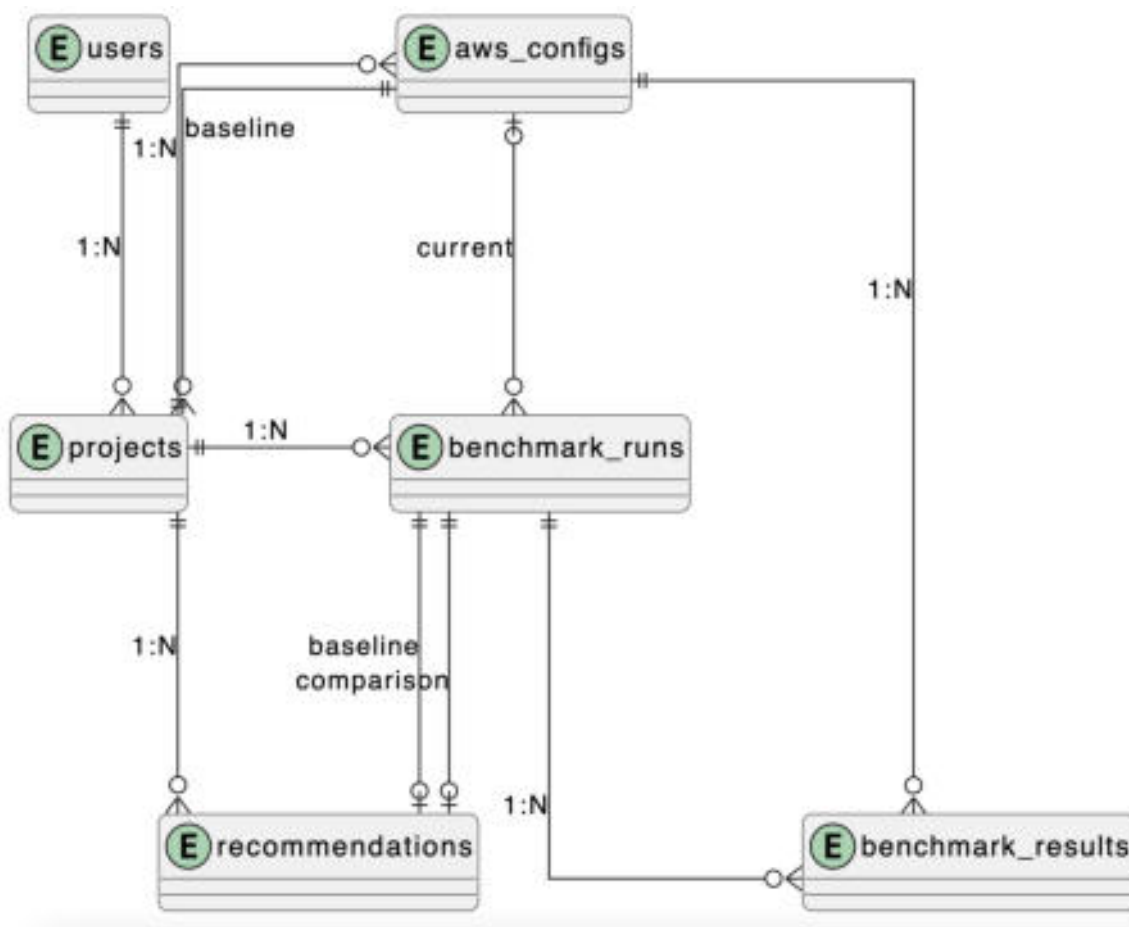 E users
E aws_configs
baseline
1:N
1:N
current
1:N
E projects
1:N
E benchmark_runs
1:N
baseline
comparison
1:N
E recommendations
E benchmark_results